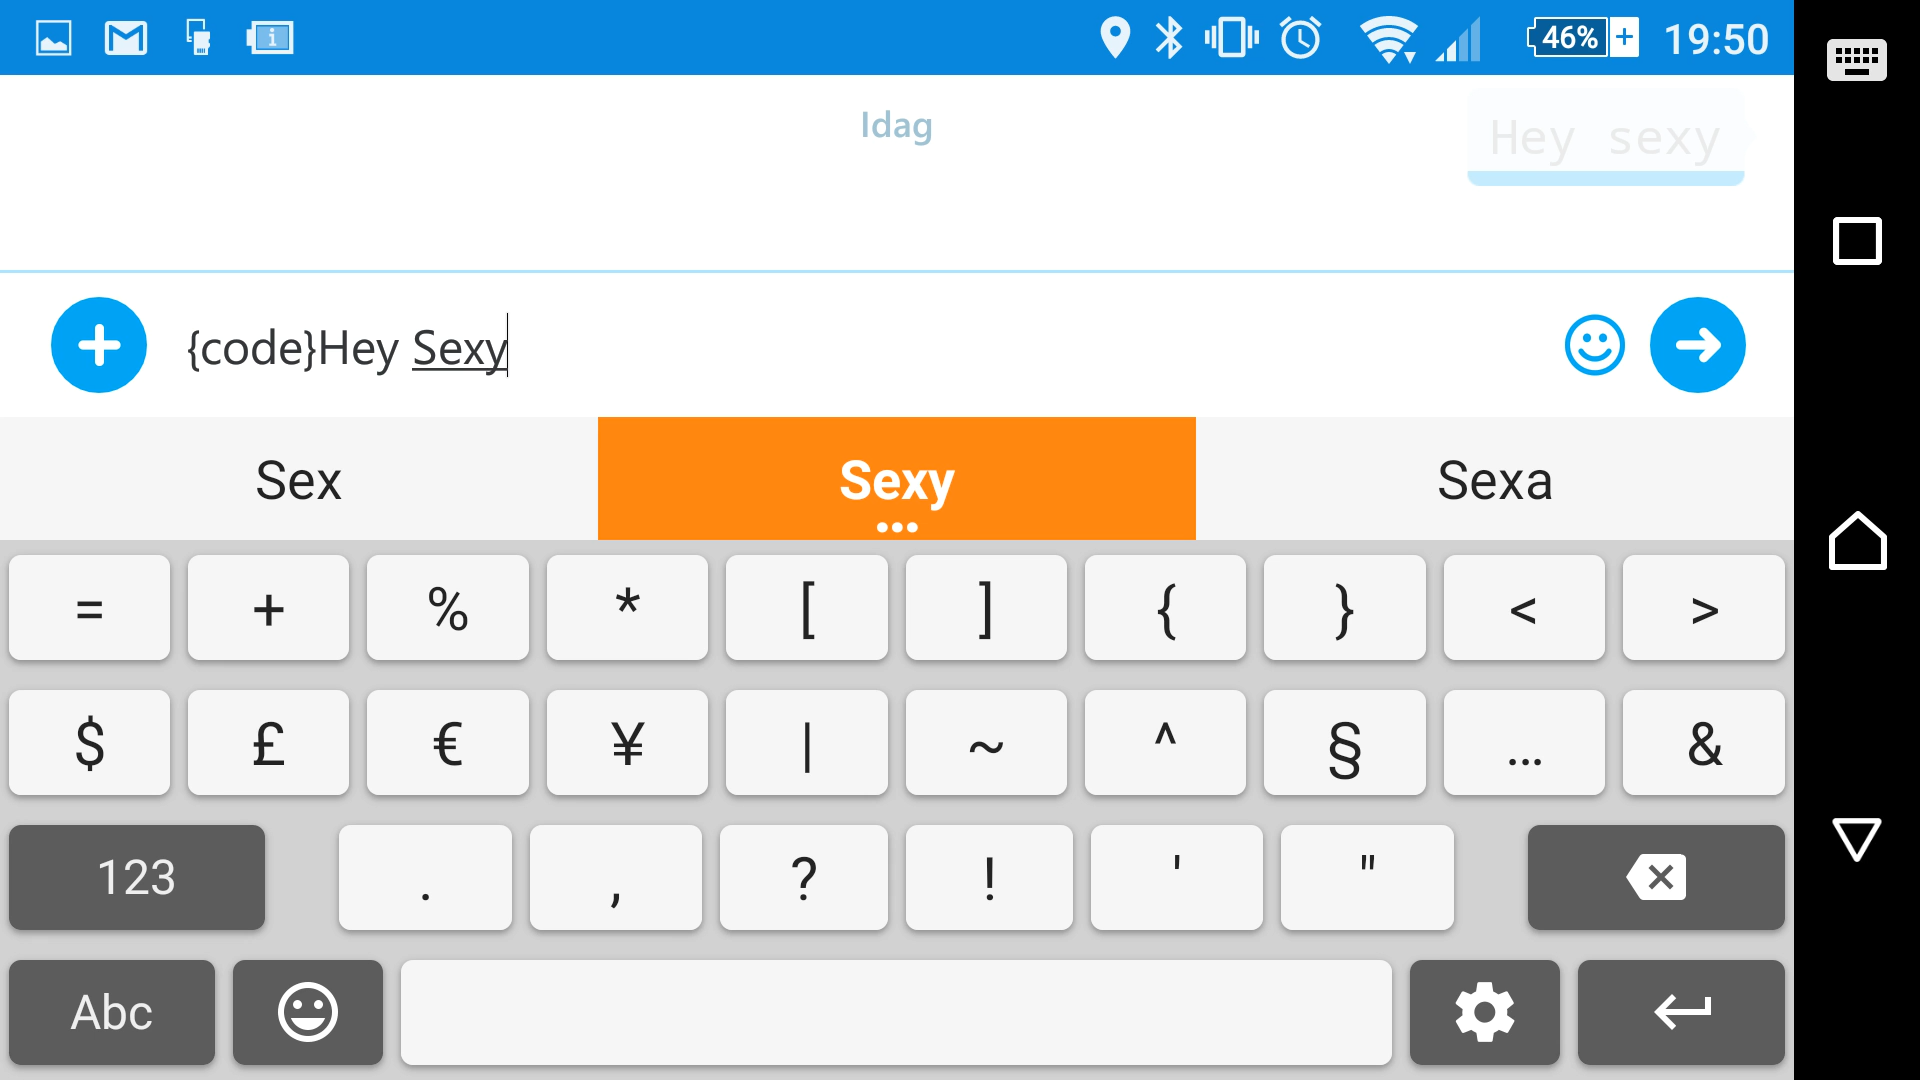 46% 19:50
Idag
Hey sexy
{code}Hey Sexy
Sex Sexy Sexa
= + % * [ ] { } < >
$ £ € ¥ | ~ ^ § … &
123 . , ? ! ' "
Abc